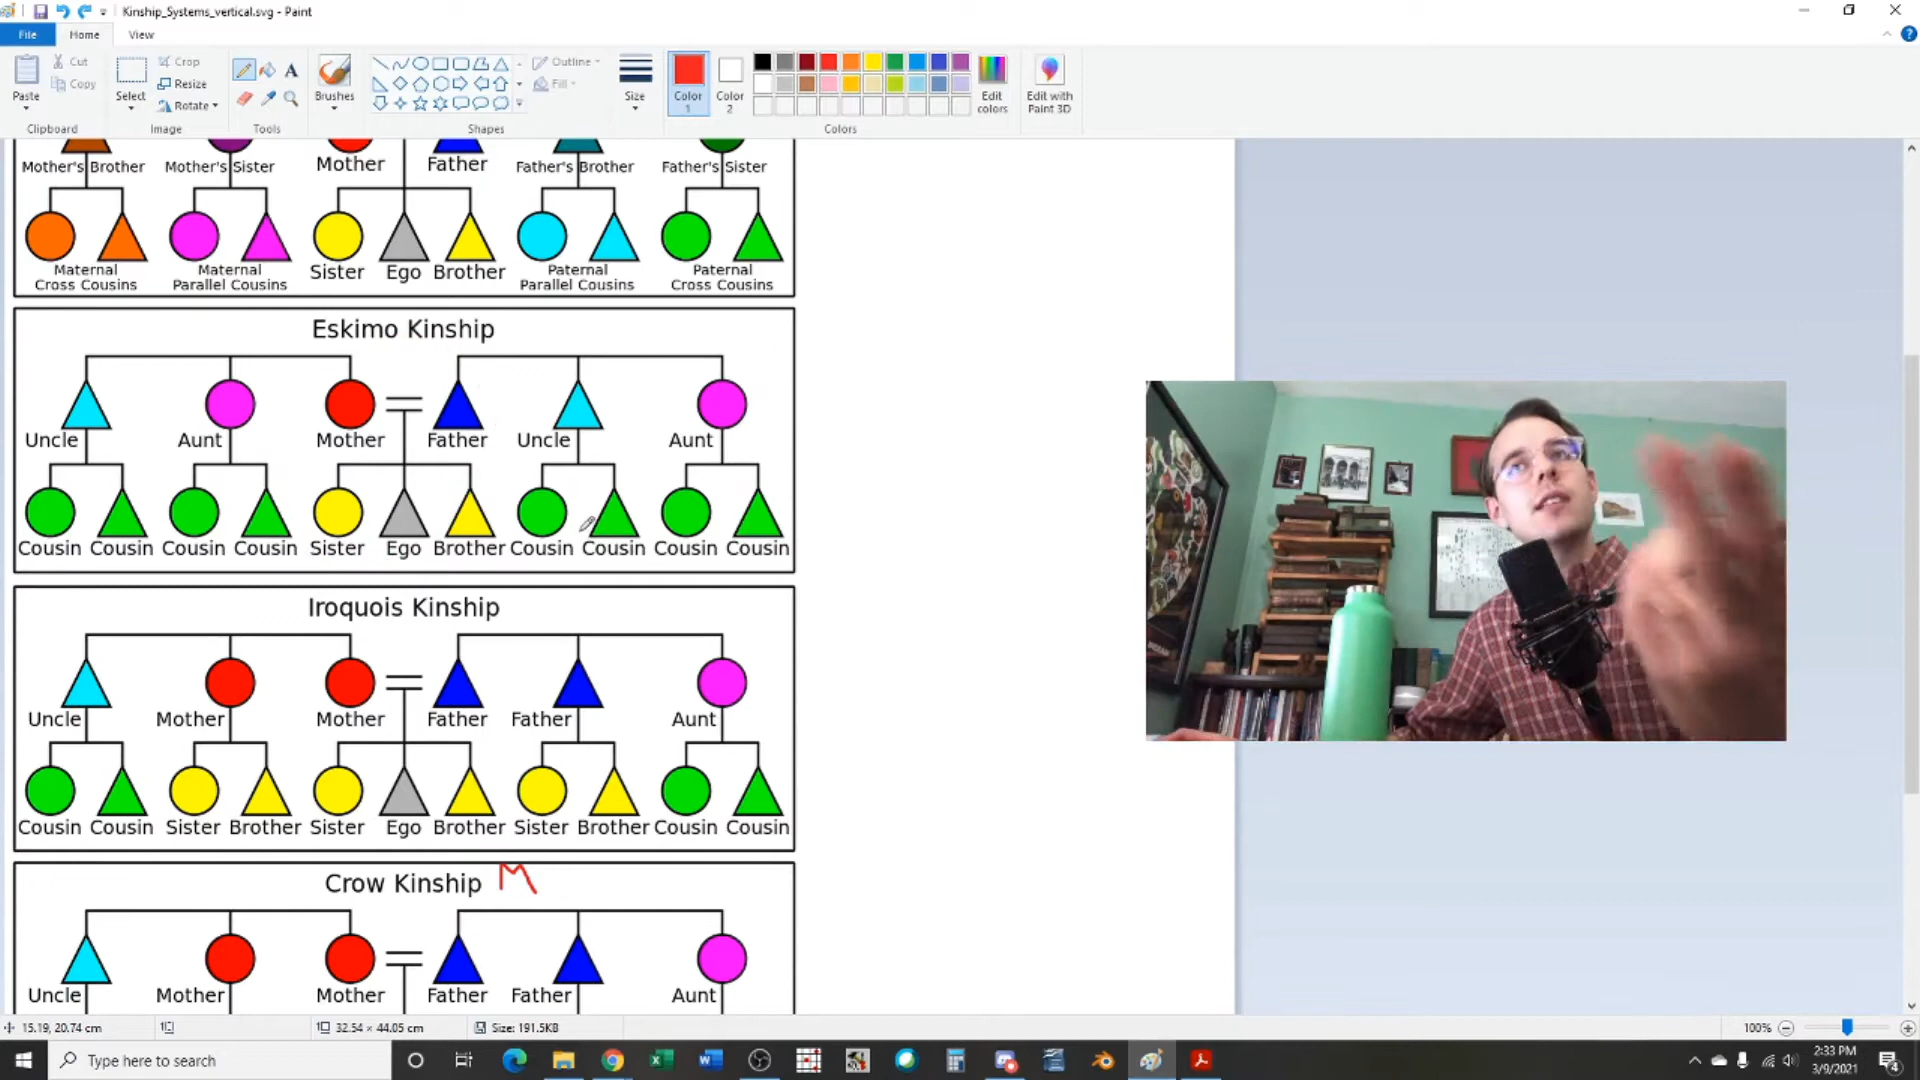 Kinship_Systems_vertical.svg - Paint
File Home View
Paste
Cut
Copy
Clipboard
Select
Crop
Resize
Rotate
Image
A
Tools
Brushes
Outline
Fill
Shapes
Size
Color 1
Color 2
Edit colors
Colors
Edit with Paint 3D
Mother's Brother Mother's Sister Mother Father Father's Brother Father's Sister
Maternal Cross Cousins
Maternal Parallel Cousins
Sister Ego Brother
Paternal Parallel Cousins
Paternal Cross Cousins
Eskimo Kinship
Uncle Aunt Mother Father Uncle Aunt
Cousin Cousin Cousin Cousin Sister Ego Brother Cousin Cousin Cousin Cousin
Iroquois Kinship
Uncle Mother Mother Father Father Aunt
Cousin Cousin Sister Brother Sister Ego Brother Sister Brother Cousin Cousin
Crow Kinship M
Uncle Mother Mother Father Father Aunt
15.19, 20.74 cm 32.54 × 44.05 cm Size: 191.5KB 100%
Type here to search
2:33 PM
3/9/2021
4